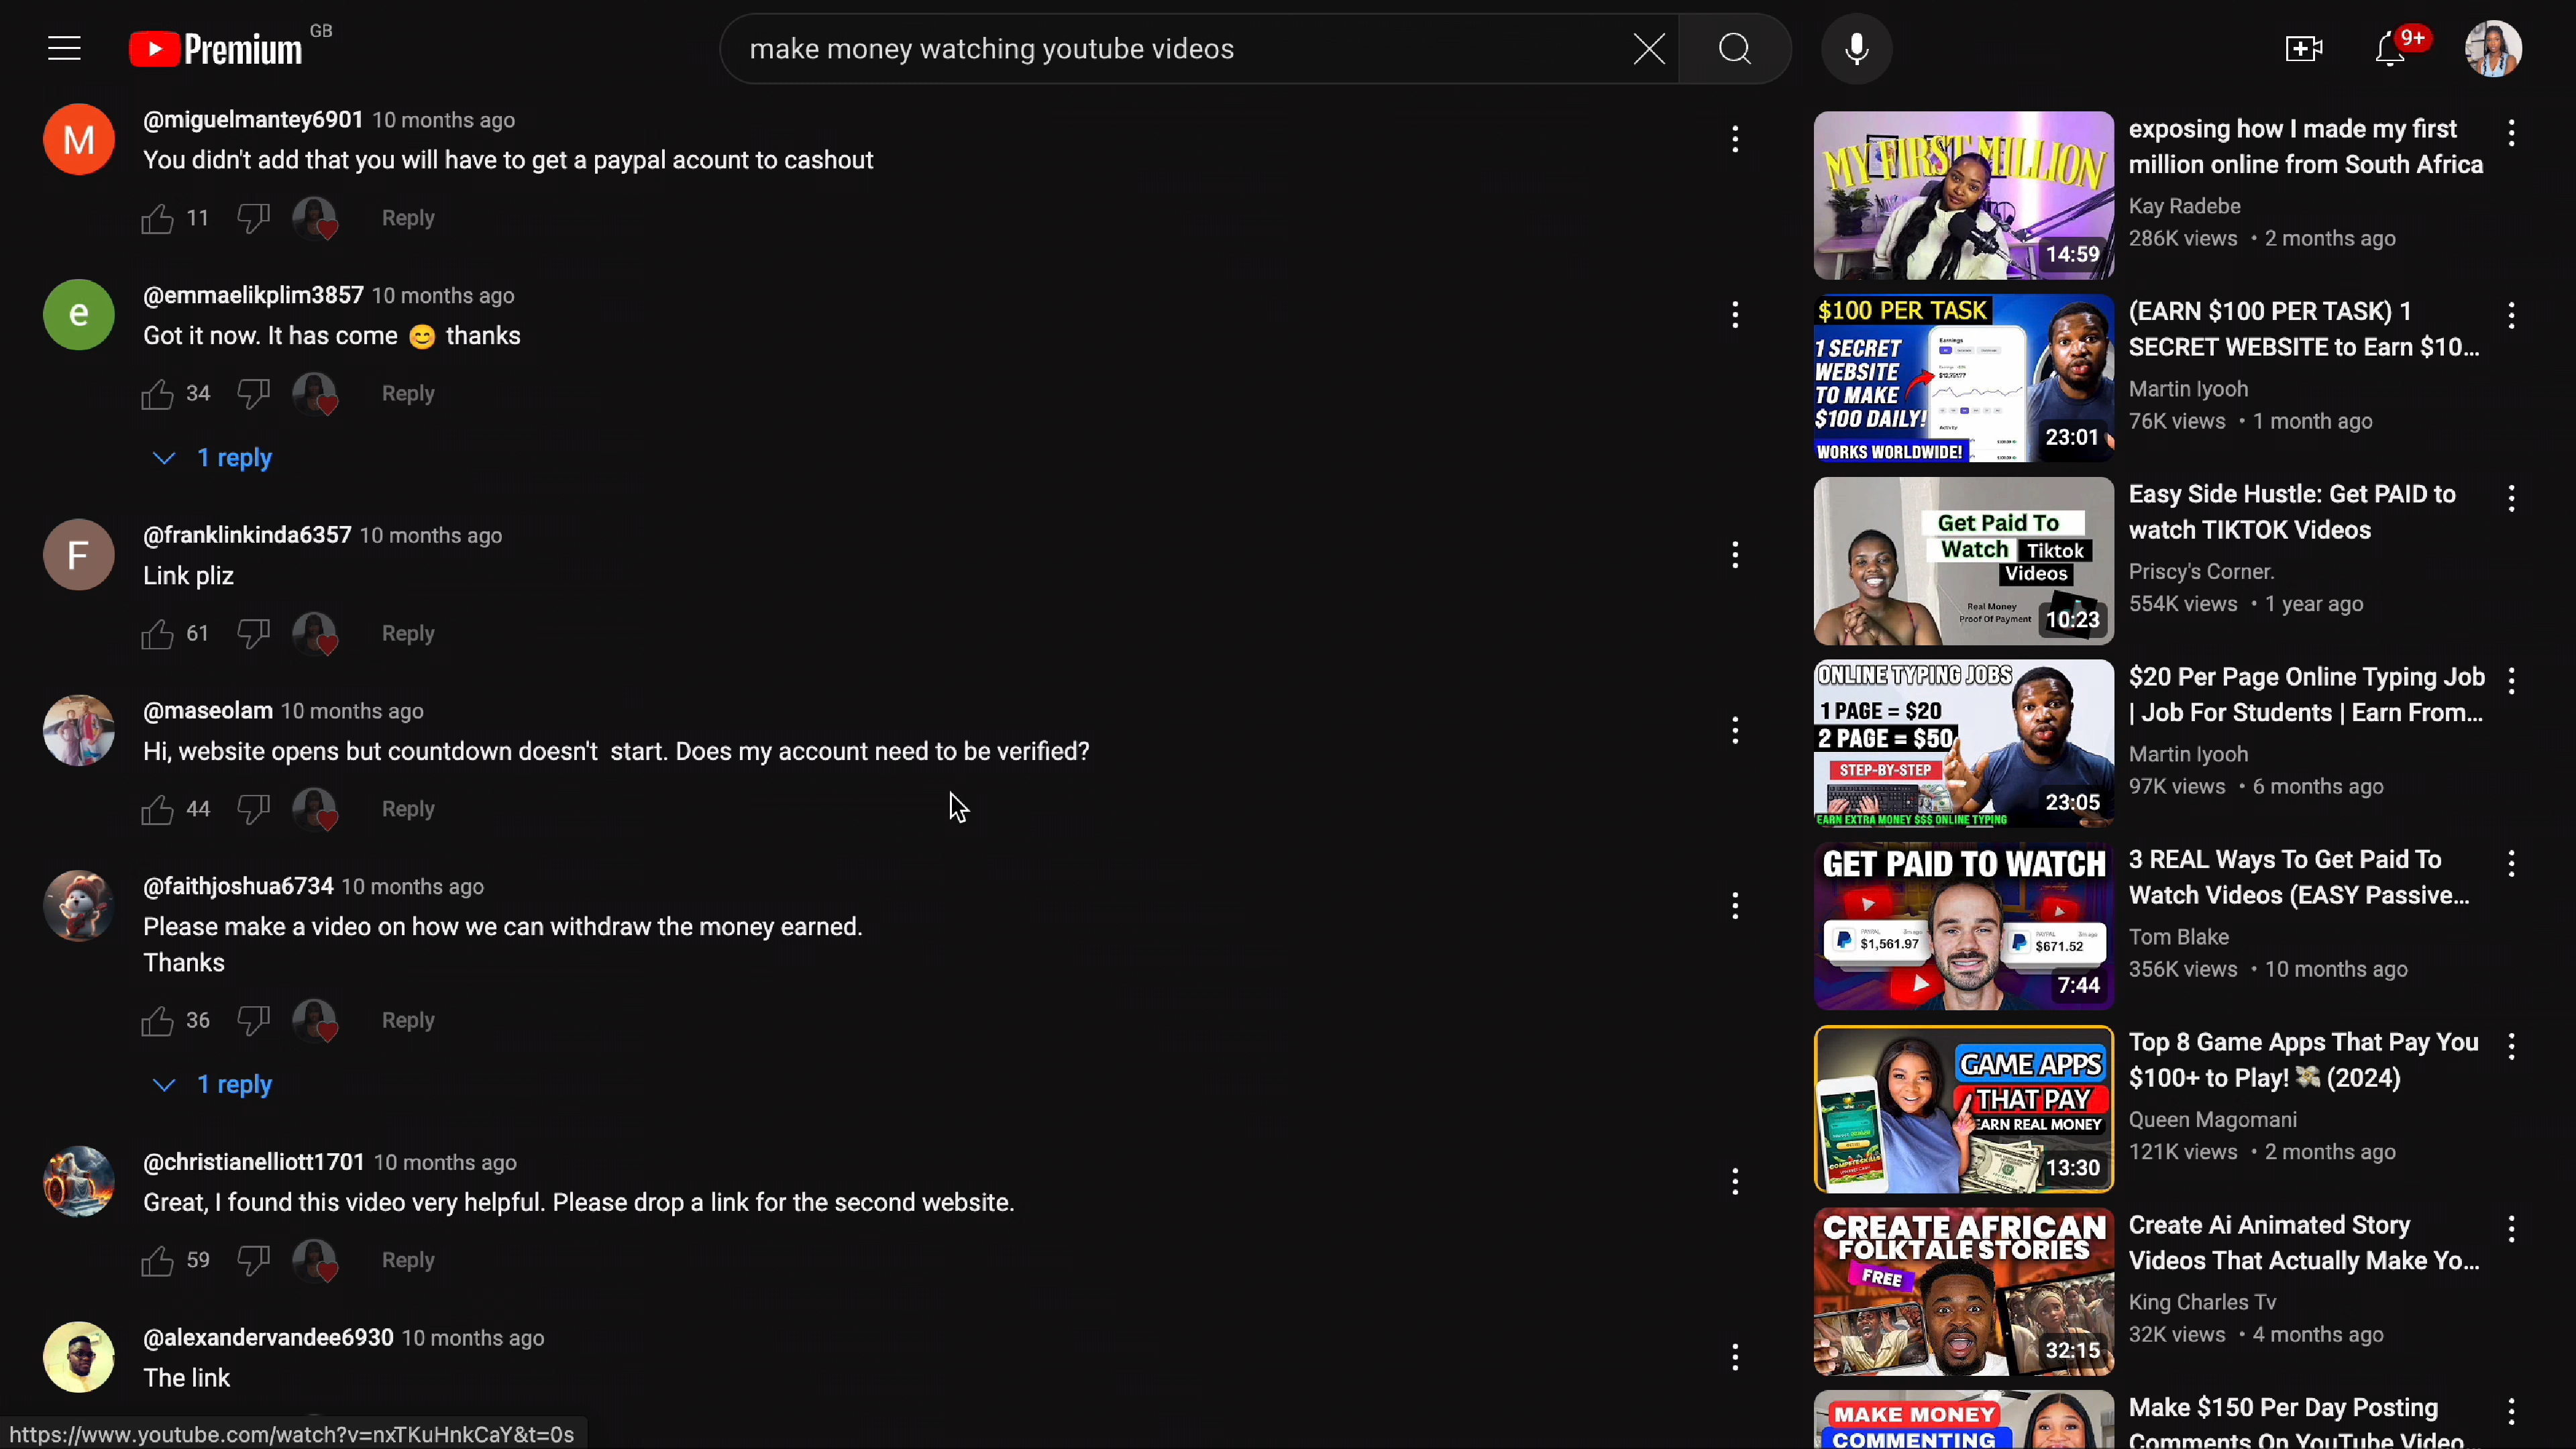 Premium GB
make money watching youtube videos
9+
M
@miguelmantey6901 10 months ago
You didn't add that you will have to get a paypal acount to cashout
11 Reply
e
@emmaelikplim3857 10 months ago
Got it now. It has come 😊 thanks
34 Reply
1 reply
F
@franklinkinda6357 10 months ago
Link pliz
61 Reply
@maseolam 10 months ago
Hi, website opens but countdown doesn't start. Does my account need to be verified?
44 Reply
@faithjoshua6734 10 months ago
Please make a video on how we can withdraw the money earned.
Thanks
36 Reply
1 reply
@christianelliott1701 10 months ago
Great, I found this video very helpful. Please drop a link for the second website.
59 Reply
@alexandervandee6930 10 months ago
The link
https://www.youtube.com/watch?v=nxTKuHnkCaY&t=0s
MY FIRST MILLION
14:59
exposing how I made my first
million online from South Africa
Kay Radebe
286K views • 2 months ago
$100 PER TASK
1 SECRET
WEBSITE
TO MAKE
$100 DAILY!
WORKS WORLDWIDE!
Earnings
23:01
(EARN $100 PER TASK) 1
SECRET WEBSITE to Earn $10...
Martin Iyooh
76K views • 1 month ago
Get Paid To
Watch Tiktok
Videos
Real Money
Proof Of Payment
10:23
Easy Side Hustle: Get PAID to
watch TIKTOK Videos
Priscy's Corner.
554K views • 1 year ago
ONLINE TYPING JOBS
1 PAGE = $20
2 PAGE = $50
STEP-BY-STEP
EARN EXTRA MONEY $$$ ONLINE TYPING
23:05
$20 Per Page Online Typing Job
| Job For Students | Earn From...
Martin Iyooh
97K views • 6 months ago
GET PAID TO WATCH
$1,561.97
$671.52
7:44
3 REAL Ways To Get Paid To
Watch Videos (EASY Passive...
Tom Blake
356K views • 10 months ago
GAME APPS
THAT PAY
EARN REAL MONEY
13:30
Top 8 Game Apps That Pay You
$100+ to Play! 💸 (2024)
Queen Magomani
121K views • 2 months ago
CREATE AFRICAN
FOLKTALE STORIES
FREE
32:15
Create Ai Animated Story
Videos That Actually Make Yo...
King Charles Tv
32K views • 4 months ago
MAKE MONEY
COMMENTING
Make $150 Per Day Posting
Comments On YouTube Video